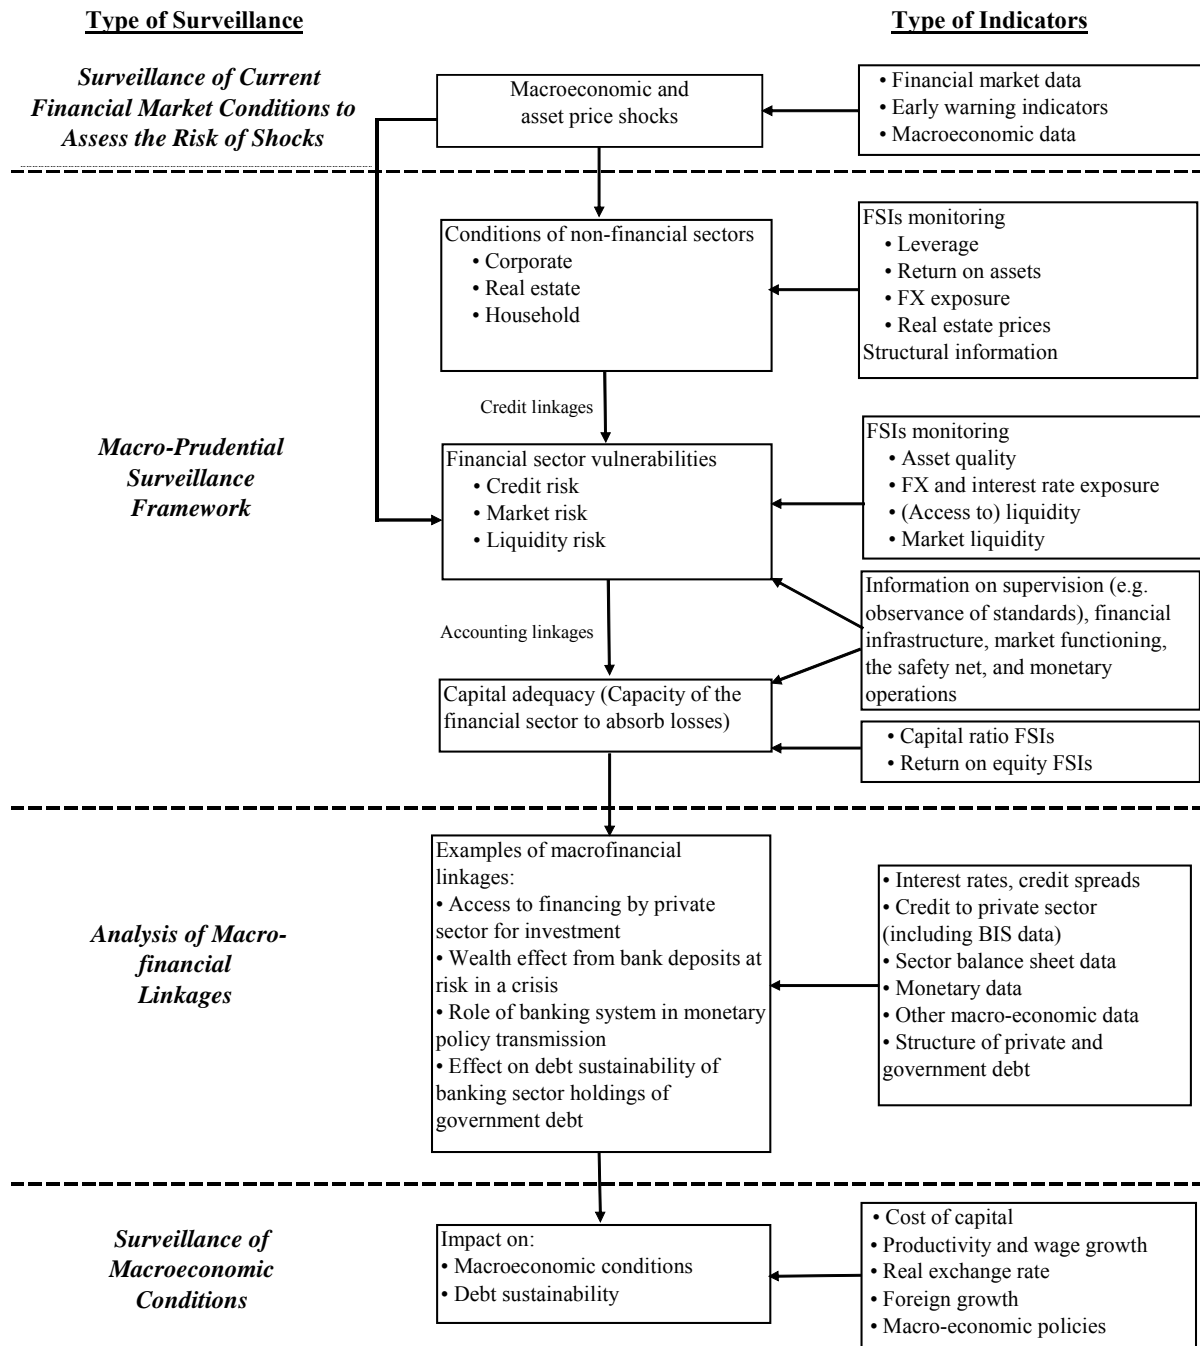 Type of Surveillance
Type of Indicators
Surveillance of Current
Financial Market Conditions to
Assess the Risk of Shocks
Macroeconomic and
asset price shocks
• Financial market data
• Early warning indicators
• Macroeconomic data
Macro-Prudential
Surveillance
Framework
Conditions of non-financial sectors
• Corporate
• Real estate
• Household
FSIs monitoring
• Leverage
• Return on assets
• FX exposure
• Real estate prices
Structural information
Credit linkages
Financial sector vulnerabilities
• Credit risk
• Market risk
• Liquidity risk
FSIs monitoring
• Asset quality
• FX and interest rate exposure
• (Access to) liquidity
• Market liquidity
Information on supervision (e.g.
observance of standards), financial
infrastructure, market functioning,
the safety net, and monetary
operations
Accounting linkages
Capital adequacy (Capacity of the
financial sector to absorb losses)
• Capital ratio FSIs
• Return on equity FSIs
Analysis of Macro-
financial
Linkages
Examples of macrofinancial
linkages:
• Access to financing by private
sector for investment
• Wealth effect from bank deposits at
risk in a crisis
• Role of banking system in monetary
policy transmission
• Effect on debt sustainability of
banking sector holdings of
government debt
• Interest rates, credit spreads
• Credit to private sector
(including BIS data)
• Sector balance sheet data
• Monetary data
• Other macro-economic data
• Structure of private and
government debt
Surveillance of
Macroeconomic
Conditions
Impact on:
• Macroeconomic conditions
• Debt sustainability
• Cost of capital
• Productivity and wage growth
• Real exchange rate
• Foreign growth
• Macro-economic policies